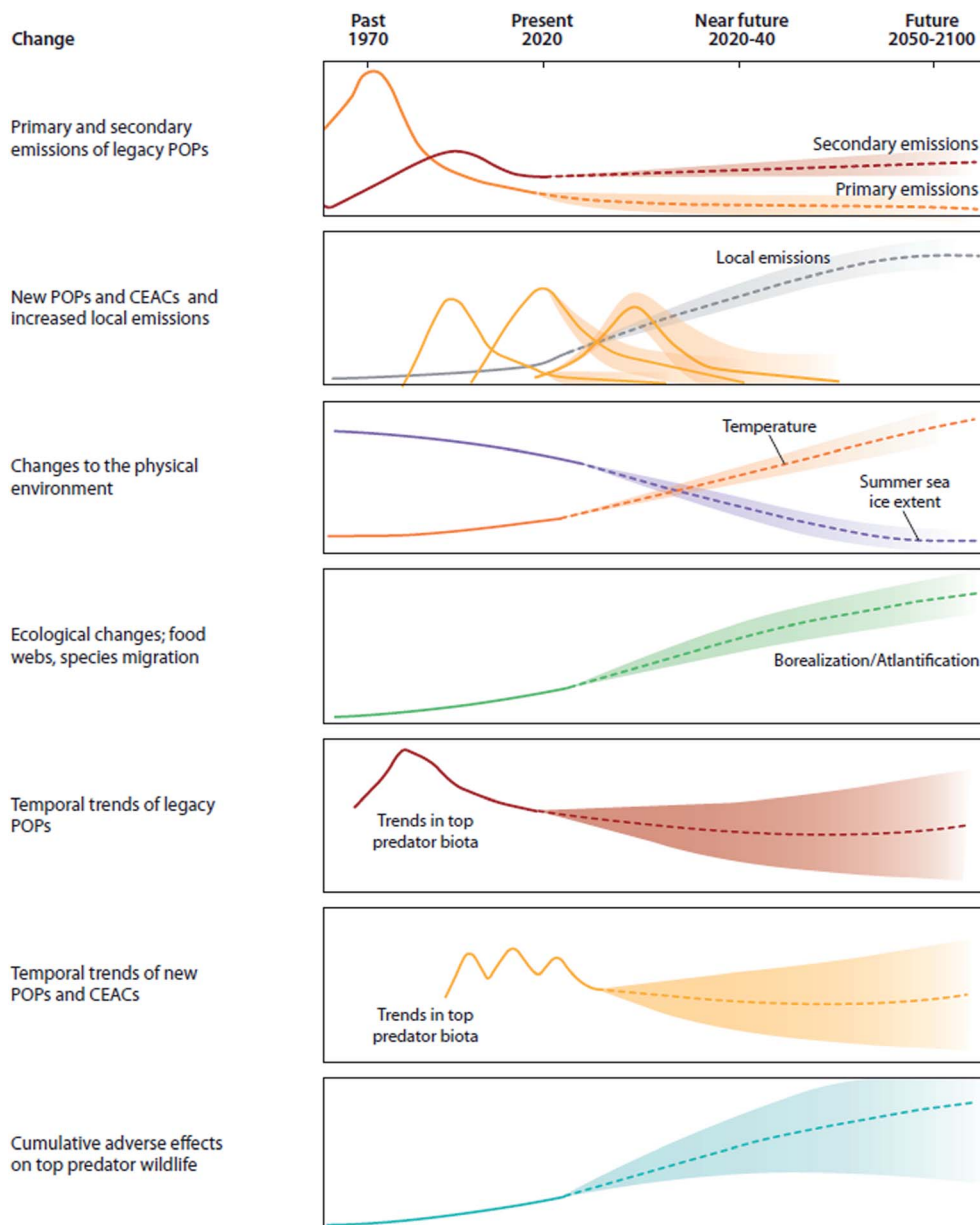 Change
Past
1970
Present
2020
Near future
2020-40
Future
2050-2100
Primary and secondary
emissions of legacy POPs
Secondary emissions
Primary emissions
New POPs and CEACs and
increased local emissions
Local emissions
Changes to the physical
environment
Temperature
Summer sea
ice extent
Ecological changes; food
webs, species migration
Borealization/Atlantification
Temporal trends of legacy
POPs
Trends in top
predator biota
Temporal trends of new
POPs and CEACs
Trends in top
predator biota
Cumulative adverse effects
on top predator wildlife